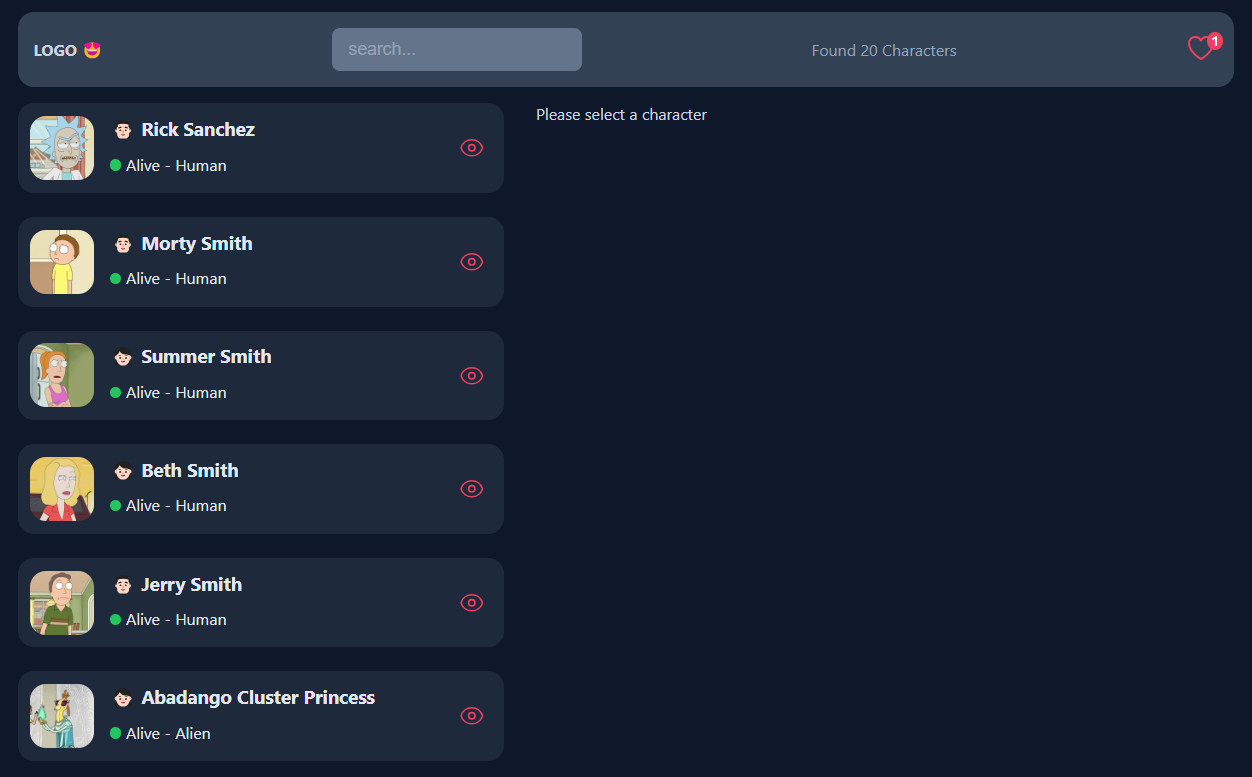 LOGO 🤩
search...
Found 20 Characters
1
Rick Sanchez
Alive - Human
Please select a character
Morty Smith
Alive - Human
Summer Smith
Alive - Human
Beth Smith
Alive - Human
Jerry Smith
Alive - Human
Abadango Cluster Princess
Alive - Alien